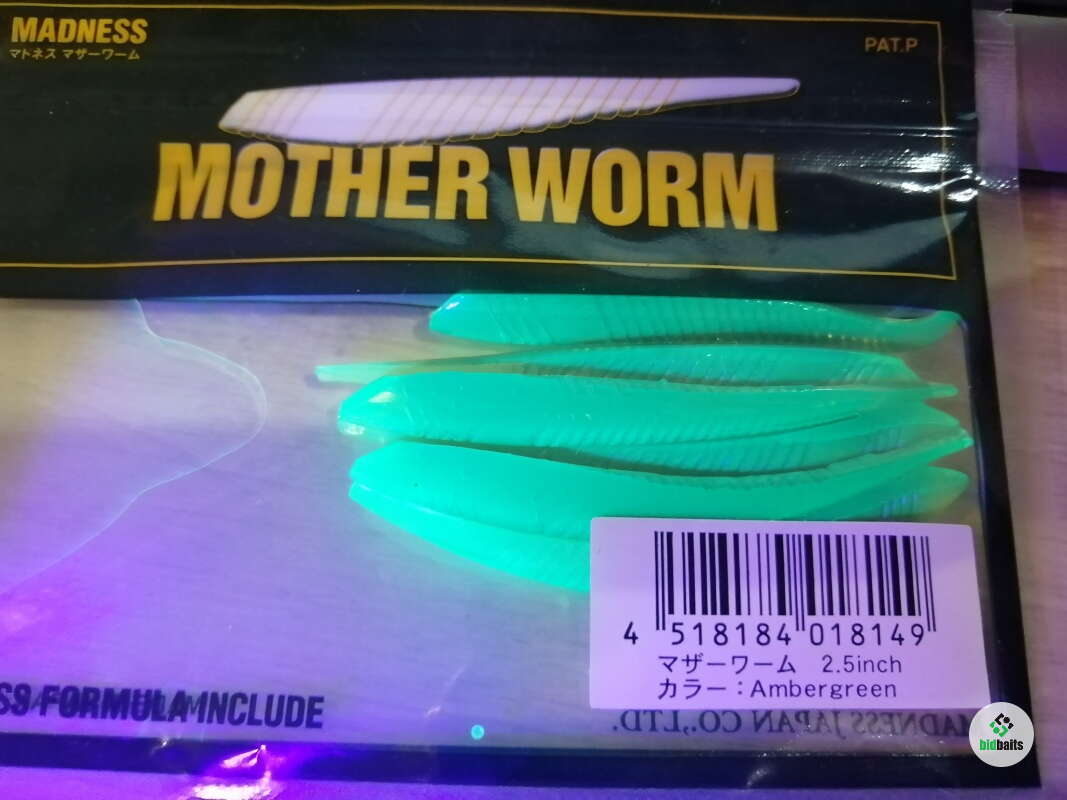 MADNESS
マドネス マザーワーム
PAT.P
MOTHER WORM
4 518184 018149
マザーワーム 2.5inch
カラー：Ambergreen
FORMULA INCLUDE
MADNESS JAPAN CO.,LTD.
bidbaits